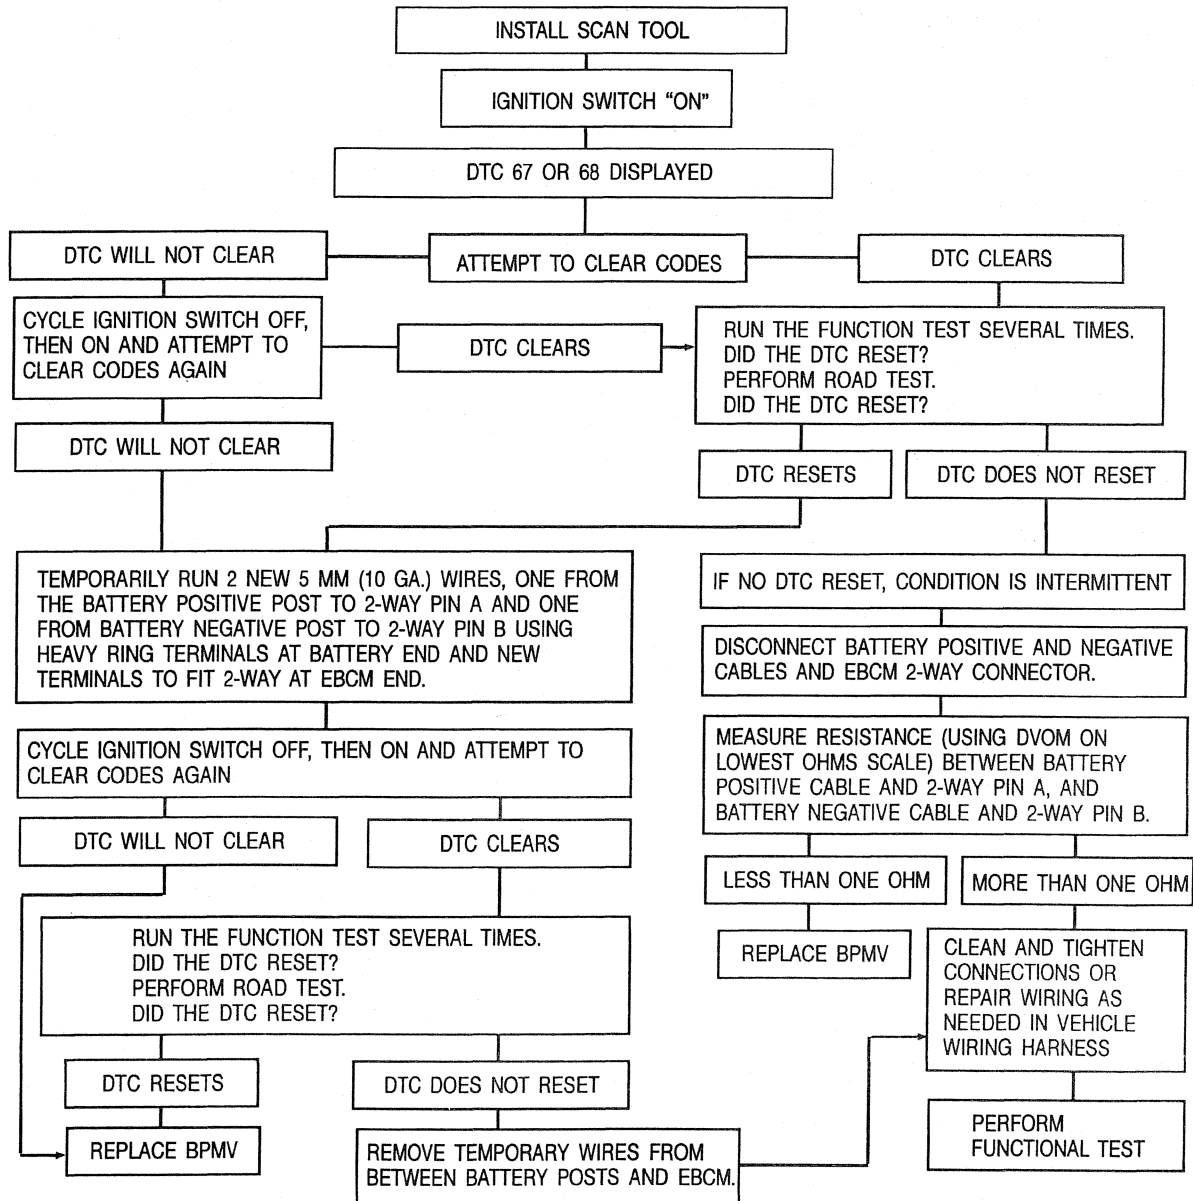 INSTALL SCAN TOOL
IGNITION SWITCH "ON"
DTC 67 OR 68 DISPLAYED
DTC WILL NOT CLEAR
ATTEMPT TO CLEAR CODES
DTC CLEARS
CYCLE IGNITION SWITCH OFF,
THEN ON AND ATTEMPT TO
CLEAR CODES AGAIN
DTC CLEARS
RUN THE FUNCTION TEST SEVERAL TIMES.
DID THE DTC RESET?
PERFORM ROAD TEST.
DID THE DTC RESET?
DTC WILL NOT CLEAR
DTC RESETS
DTC DOES NOT RESET
TEMPORARILY RUN 2 NEW 5 MM (10 GA.) WIRES, ONE FROM
THE BATTERY POSITIVE POST TO 2-WAY PIN A AND ONE
FROM BATTERY NEGATIVE POST TO 2-WAY PIN B USING
HEAVY RING TERMINALS AT BATTERY END AND NEW
TERMINALS TO FIT 2-WAY AT EBCM END.
IF NO DTC RESET, CONDITION IS INTERMITTENT
DISCONNECT BATTERY POSITIVE AND NEGATIVE
CABLES AND EBCM 2-WAY CONNECTOR.
CYCLE IGNITION SWITCH OFF, THEN ON AND ATTEMPT TO
CLEAR CODES AGAIN
MEASURE RESISTANCE (USING DVOM ON
LOWEST OHMS SCALE) BETWEEN BATTERY
POSITIVE CABLE AND 2-WAY PIN A, AND
BATTERY NEGATIVE CABLE AND 2-WAY PIN B.
DTC WILL NOT CLEAR
DTC CLEARS
LESS THAN ONE OHM
MORE THAN ONE OHM
RUN THE FUNCTION TEST SEVERAL TIMES.
DID THE DTC RESET?
PERFORM ROAD TEST.
DID THE DTC RESET?
REPLACE BPMV
CLEAN AND TIGHTEN
CONNECTIONS OR
REPAIR WIRING AS
NEEDED IN VEHICLE
WIRING HARNESS
DTC RESETS
DTC DOES NOT RESET
REPLACE BPMV
REMOVE TEMPORARY WIRES FROM
BETWEEN BATTERY POSTS AND EBCM.
PERFORM
FUNCTIONAL TEST